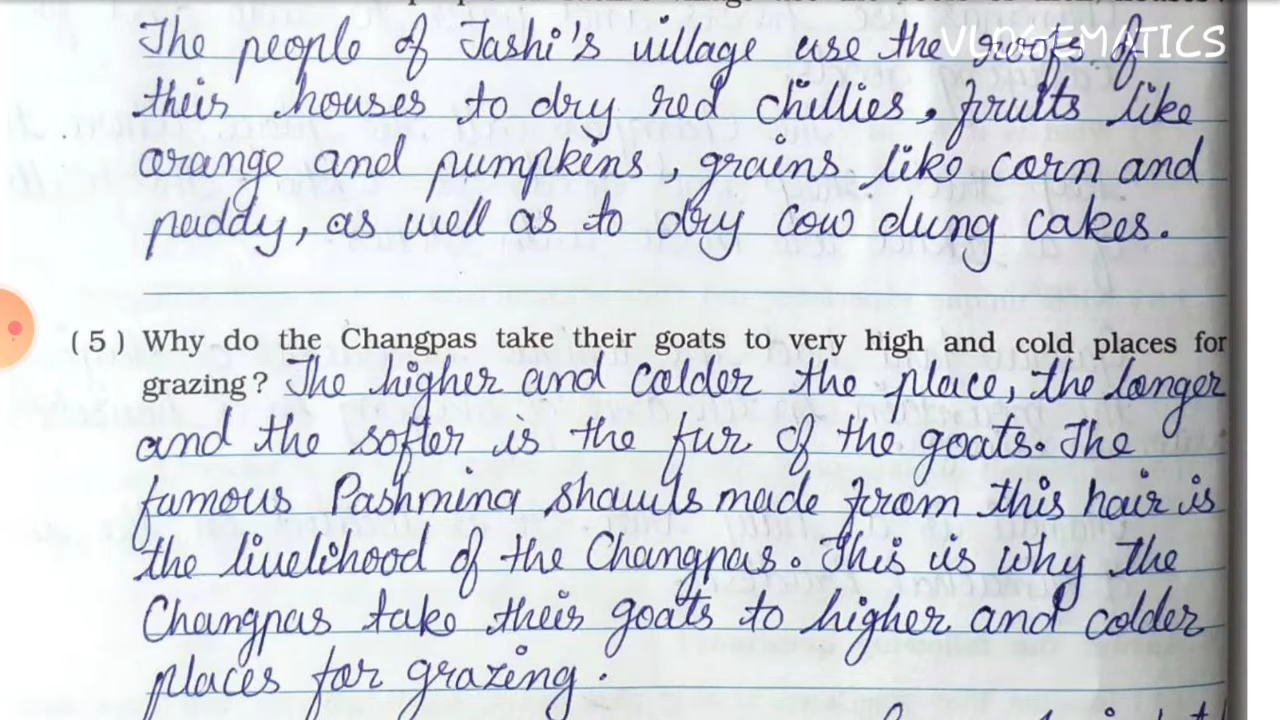 VLOGEMATICS
The people of Tashi's village use the roofs of
their houses to dry red chillies, fruits like
orange and pumpkins, grains like corn and
paddy, as well as to dry cow dung cakes.
(5) Why do the Changpas take their goats to very high and cold places for
grazing? The higher and colder the place, the longer
and the softer is the fur of the goats. The
famous Pashmina shawls made from this hair is
the livelihood of the Changpas. This is why the
Changpas take their goats to higher and colder
places for grazing.